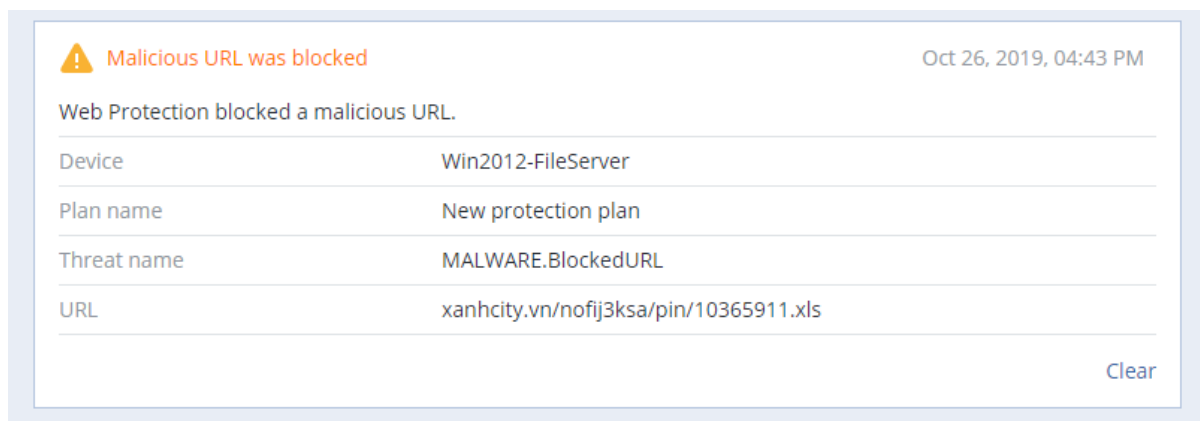 Malicious URL was blocked Oct 26, 2019, 04:43 PM
Web Protection blocked a malicious URL.
Device Win2012-FileServer
Plan name New protection plan
Threat name MALWARE.BlockedURL
URL xanhcity.vn/nofij3ksa/pin/10365911.xls
Clear